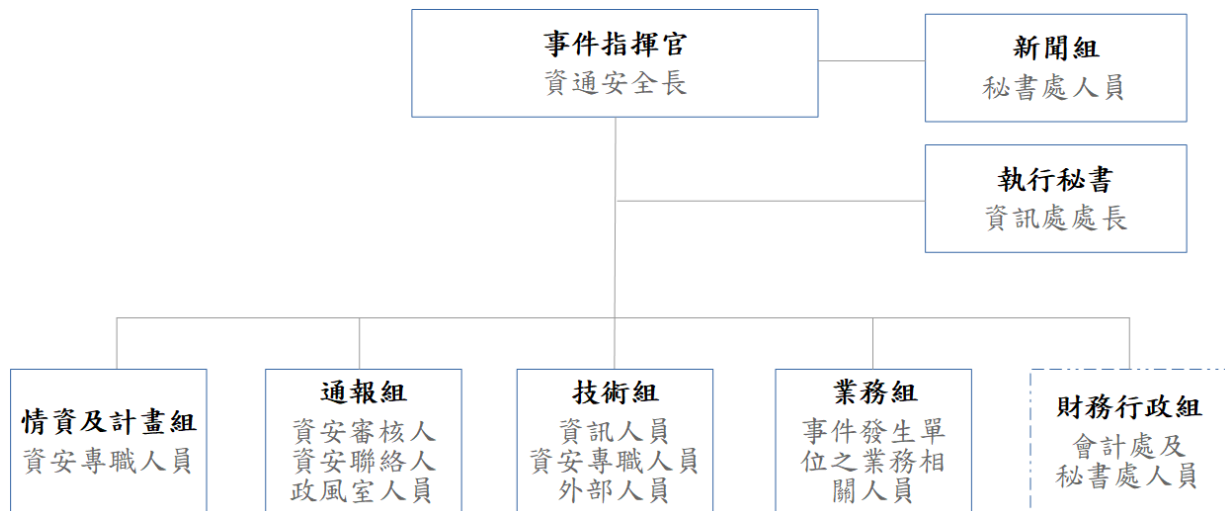 事件指揮官
資通安全長
新聞組
秘書處人員
執行秘書
資訊處處長
情資及計畫組
資安專職人員
通報組
資安審核人
資安聯絡人
政風室人員
技術組
資訊人員
資安專職人員
外部人員
業務組
事件發生單
位之業務相
關人員
財務行政組
會計處及
秘書處人員